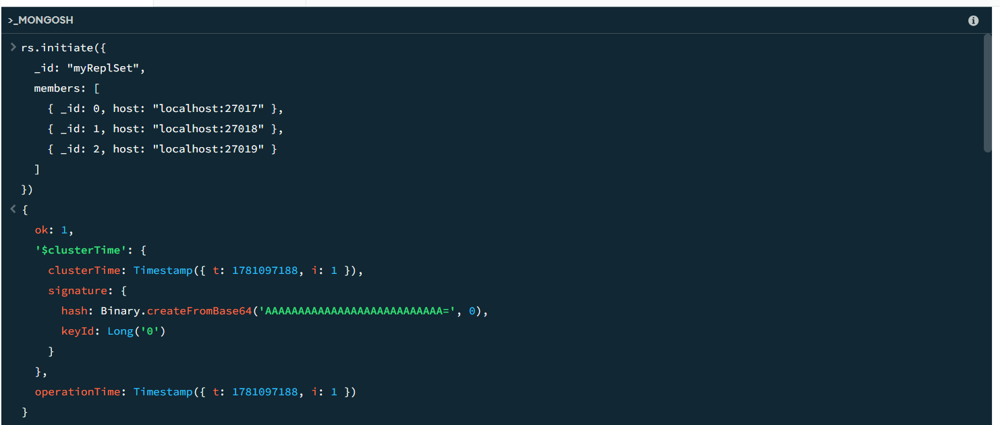 >_MONGOSH
> rs.initiate({
_id: "myReplSet",
members: [
{ _id: 0, host: "localhost:27017" },
{ _id: 1, host: "localhost:27018" },
{ _id: 2, host: "localhost:27019" }
]
})
< {
ok: 1,
'$clusterTime': {
clusterTime: Timestamp({ t: 1781097188, i: 1 }),
signature: {
hash: Binary.createFromBase64('AAAAAAAAAAAAAAAAAAAAAAAAAAA=', 0),
keyId: Long('0')
}
},
operationTime: Timestamp({ t: 1781097188, i: 1 })
}